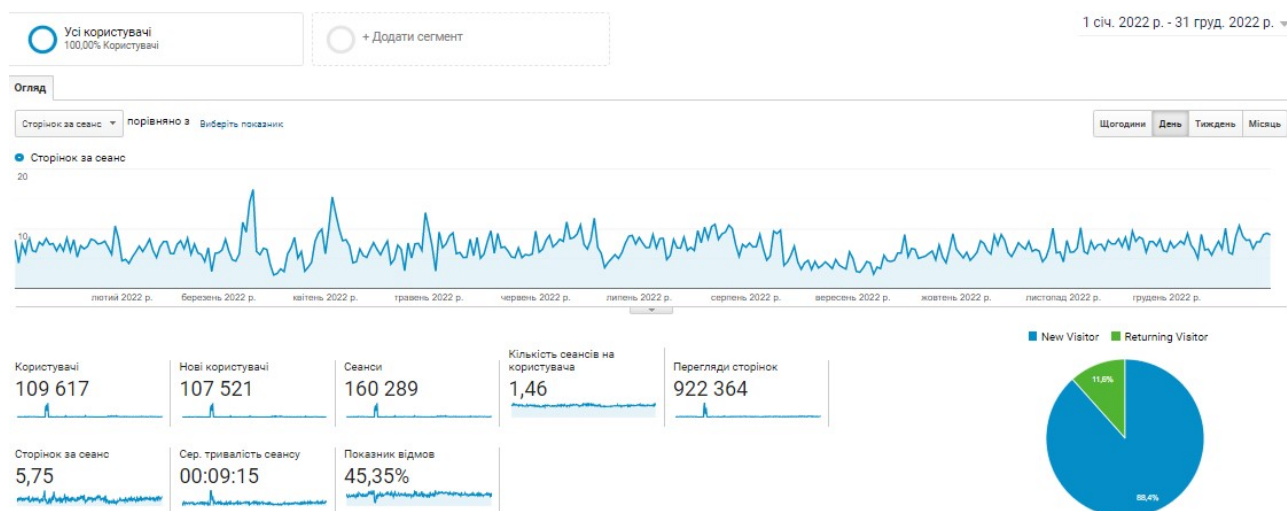 Усі користувачі
100,00% Користувачі
+ Додати сегмент
1 січ. 2022 р. - 31 груд. 2022 р.
Огляд
Сторінок за сеанс
порівняно з
Виберіть показник
Щогодини
День
Тиждень
Місяць
Сторінок за сеанс
20
10
лютий 2022 р.
березень 2022 р.
квітень 2022 р.
травень 2022 р.
червень 2022 р.
липень 2022 р.
серпень 2022 р.
вересень 2022 р.
жовтень 2022 р.
листопад 2022 р.
грудень 2022 р.
New Visitor
Returning Visitor
Користувачі
109 617
Нові користувачі
107 521
Сеанси
160 289
Кількість сеансів на
користувача
1,46
Перегляди сторінок
922 364
Сторінок за сеанс
5,75
Сер. тривалість сеансу
00:09:15
Показник відмов
45,35%
11,6%
88,4%